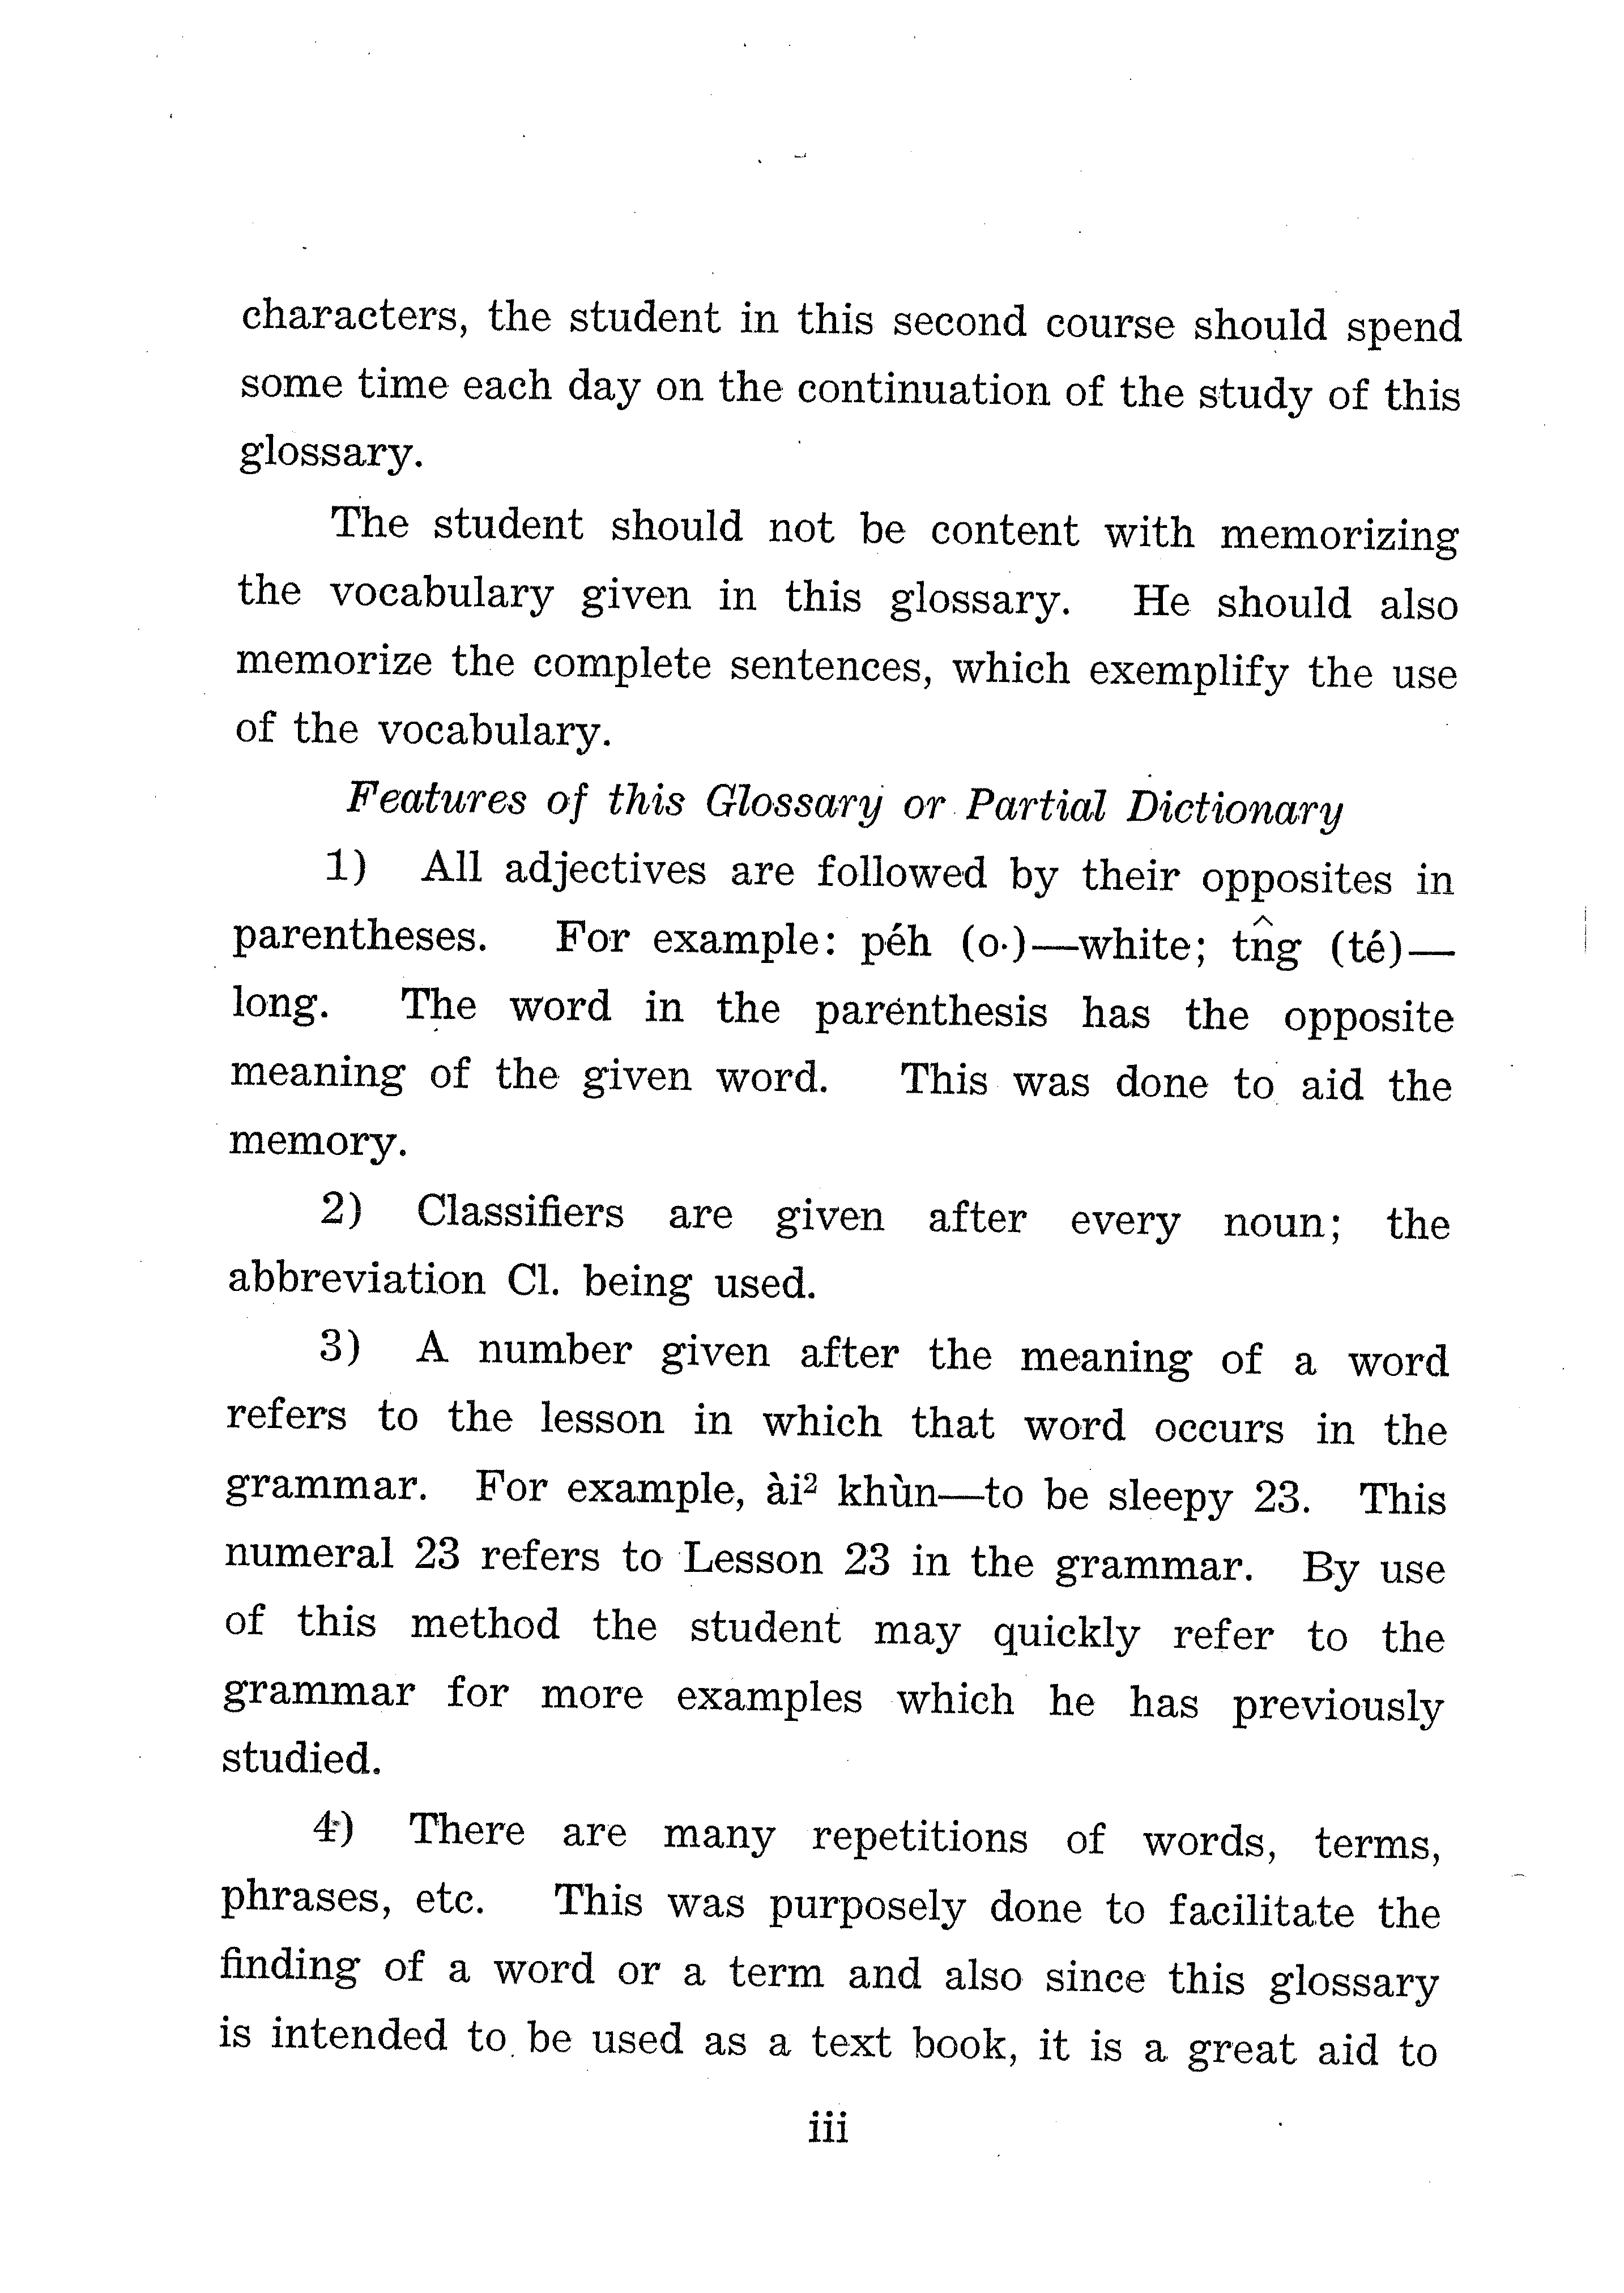 characters, the student in this second course should spend
some time each day on the continuation of the study of this
glossary.
The student should not be content with memorizing
the vocabulary given in this glossary. He should also
memorize the complete sentences, which exemplify the use
of the vocabulary.
Features of this Glossary or Partial Dictionary
1) All adjectives are followed by their opposites in
parentheses. For example: péh (o·)—white; tn̂g (té)—
long. The word in the parenthesis has the opposite
meaning of the given word. This was done to aid the
memory.
2) Classifiers are given after every noun; the
abbreviation Cl. being used.
3) A number given after the meaning of a word
refers to the lesson in which that word occurs in the
grammar. For example, ài² khùn—to be sleepy 23. This
numeral 23 refers to Lesson 23 in the grammar. By use
of this method the student may quickly refer to the
grammar for more examples which he has previously
studied.
4) There are many repetitions of words, terms,
phrases, etc. This was purposely done to facilitate the
finding of a word or a term and also since this glossary
is intended to be used as a text book, it is a great aid to
iii